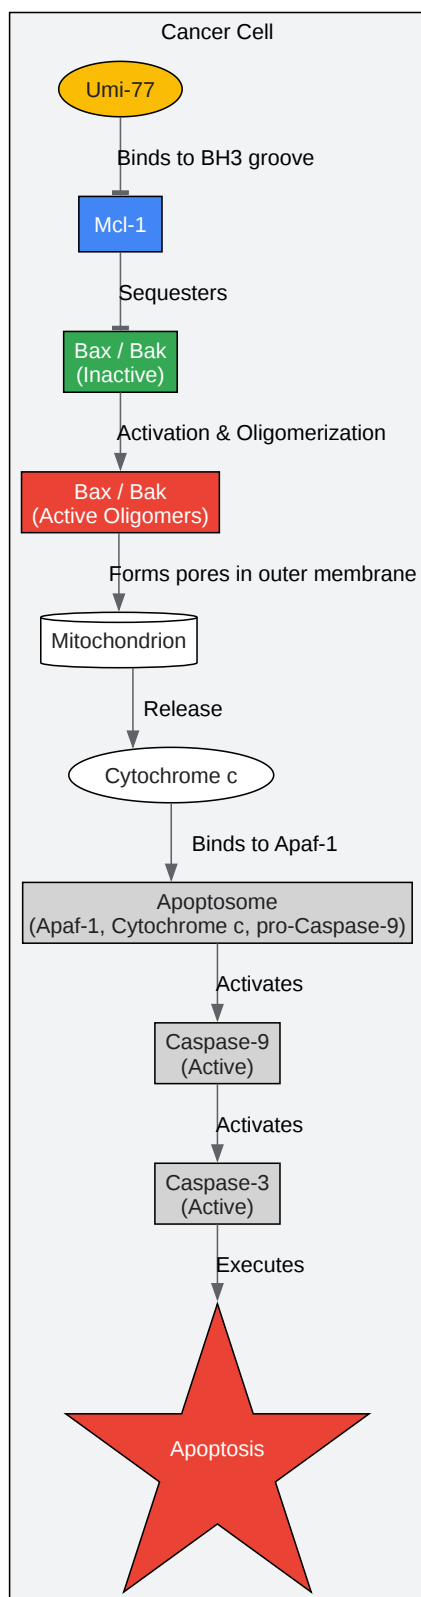 Cancer Cell
Umi-77
Binds to BH3 groove
Mcl-1
Sequesters
Bax / Bak
(Inactive)
Activation & Oligomerization
Bax / Bak
(Active Oligomers)
Forms pores in outer membrane
Mitochondrion
Release
Cytochrome c
Binds to Apaf-1
Apoptosome
(Apaf-1, Cytochrome c, pro-Caspase-9)
Activates
Caspase-9
(Active)
Activates
Caspase-3
(Active)
Executes
Apoptosis